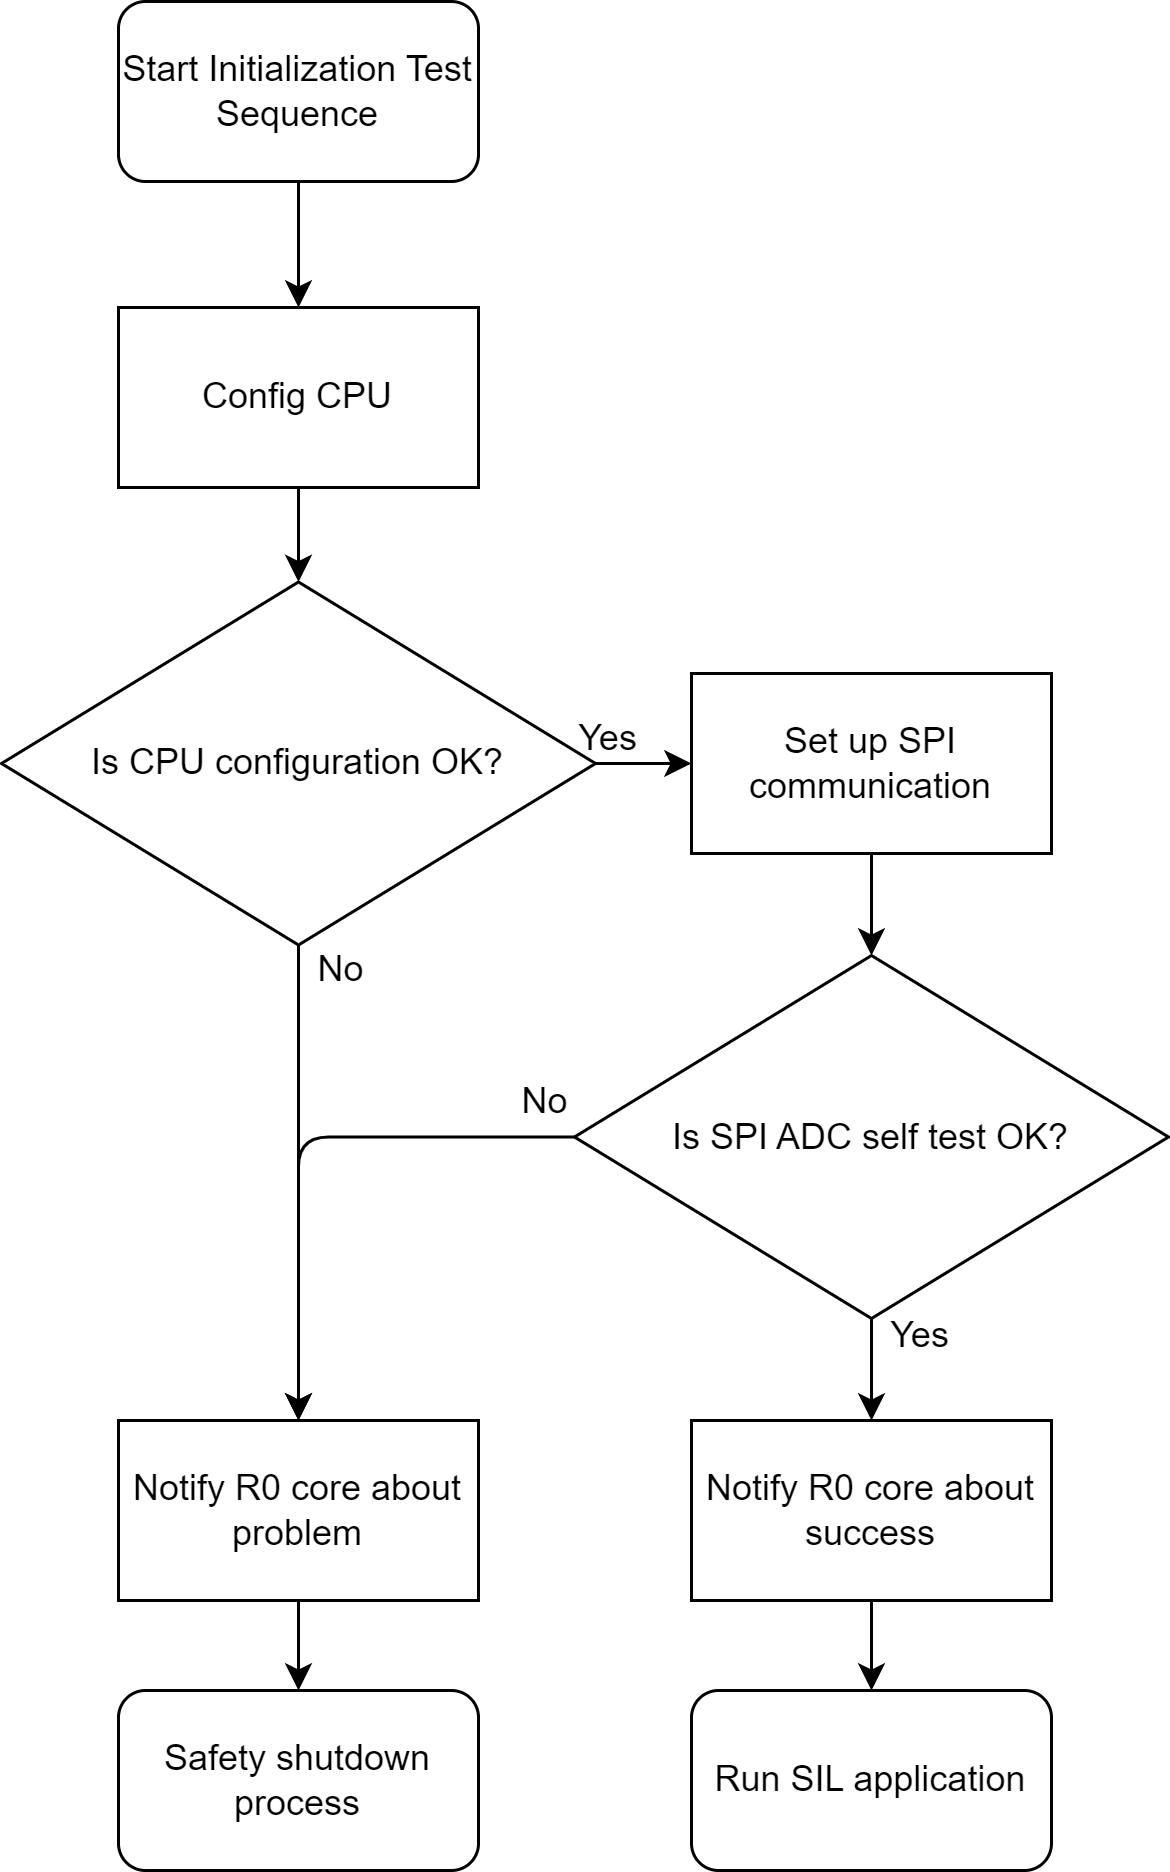 Start Initialization Test
Sequence
Config CPU
Is CPU configuration OK?
Yes
Set up SPI
communication
No
No
Is SPI ADC self test OK?
Yes
Notify R0 core about
problem
Notify R0 core about
success
Safety shutdown
process
Run SIL application